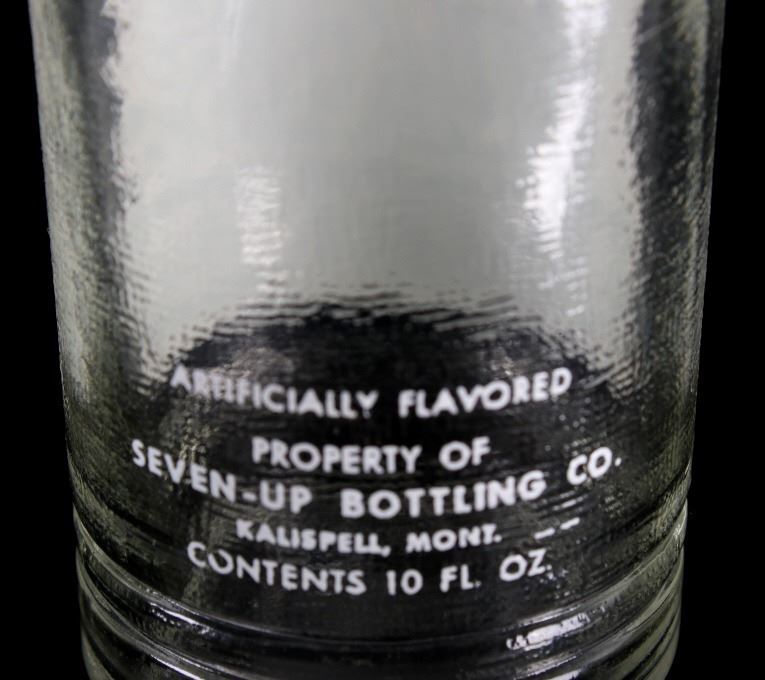 ARTIFICIALLY FLAVORED
PROPERTY OF
SEVEN-UP BOTTLING CO.
KALISPELL, MONT.
CONTENTS 10 FL. OZ.